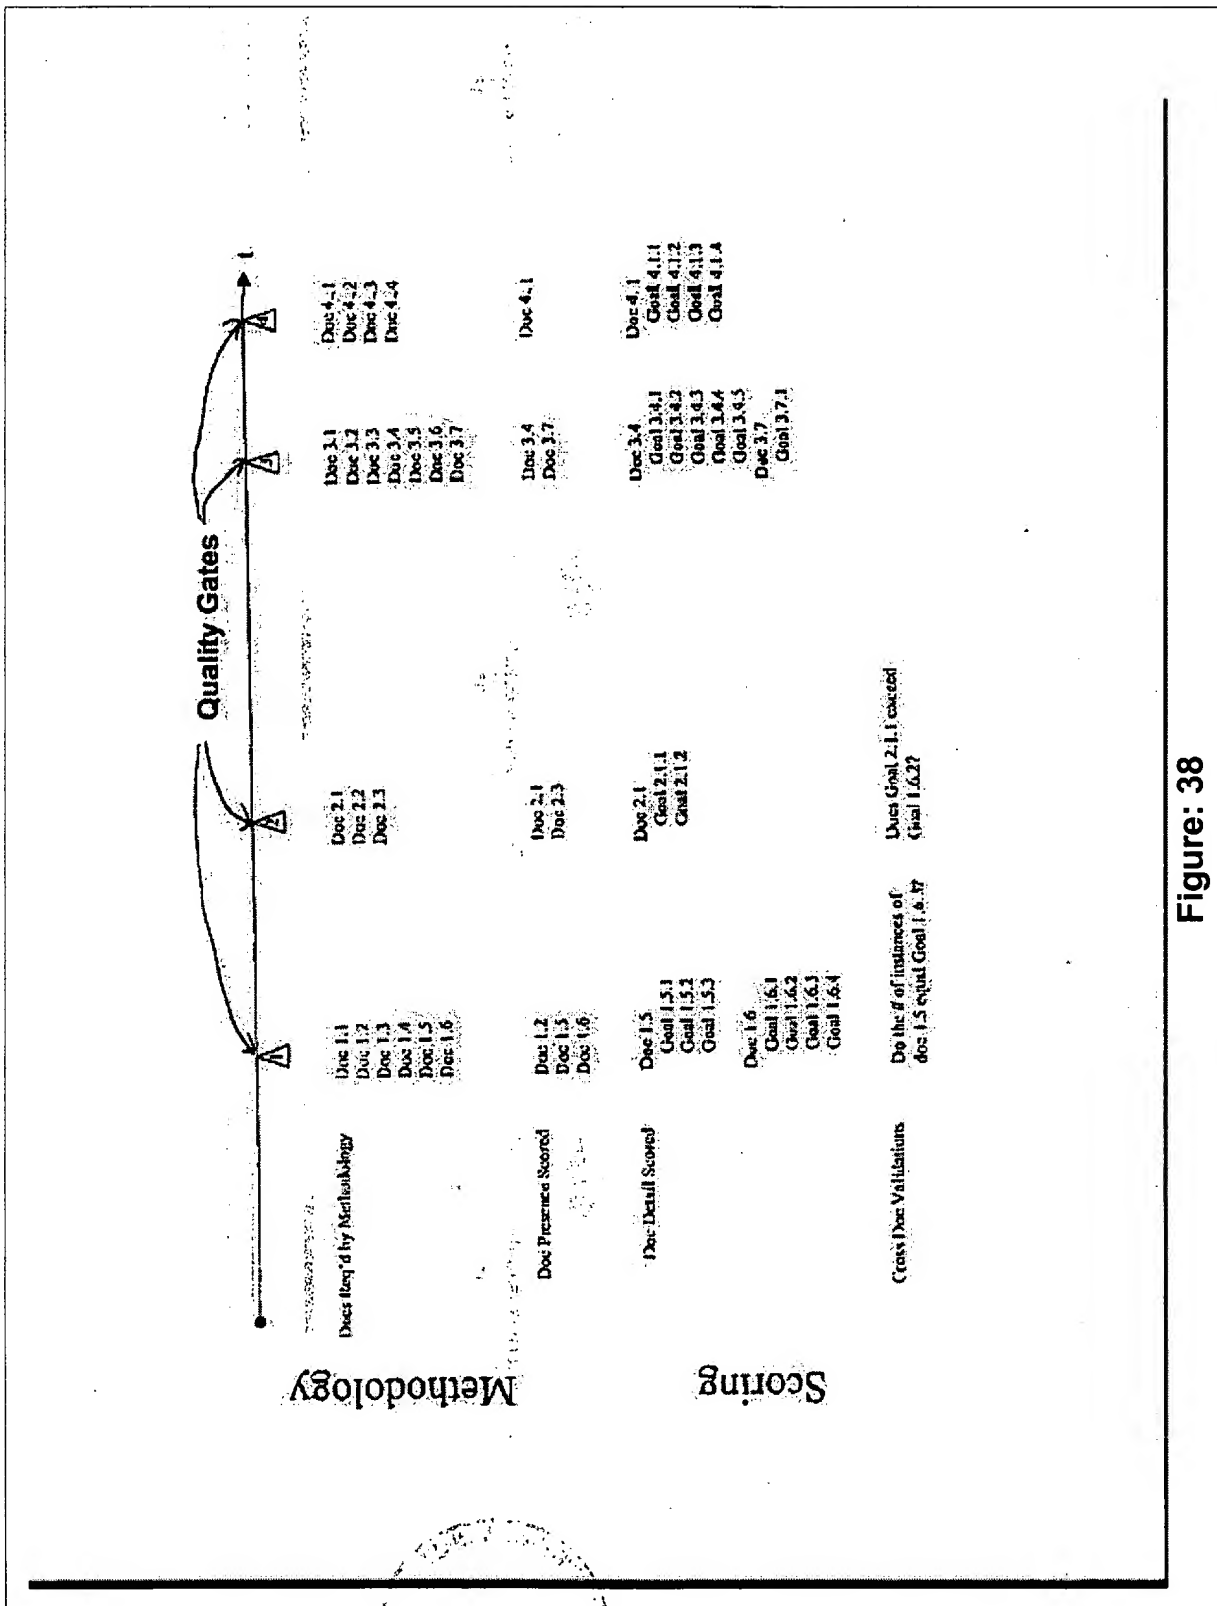 Quality Gates
t
1
2
3
4
Methodology
Docs Req'd by Methodology
Doc 1.1
Doc 1.2
Doc 1.3
Doc 1.4
Doc 1.5
Doc 1.6
Doc 2.1
Doc 2.2
Doc 2.3
Doc 3.1
Doc 3.2
Doc 3.3
Doc 3.4
Doc 3.5
Doc 3.6
Doc 3.7
Doc 4.1
Doc 4.2
Doc 4.3
Doc 4.4
Scoring
Doc Presence Scored
Doc 1.2
Doc 1.5
Doc 1.6
Doc 2.1
Doc 2.3
Doc 3.4
Doc 3.7
Doc 4.1
Doc Detail Scored
Doc 1.5
Goal 1.5.1
Goal 1.5.2
Goal 1.5.3
Doc 1.6
Goal 1.6.1
Goal 1.6.2
Goal 1.6.3
Goal 1.6.4
Doc 2.1
Goal 2.1.1
Goal 2.1.2
Doc 3.4
Goal 3.4.1
Goal 3.4.2
Goal 3.4.3
Goal 3.4.4
Goal 3.4.5
Doc 3.7
Goal 3.7.1
Doc 4.1
Goal 4.1.1
Goal 4.1.2
Goal 4.1.3
Goal 4.1.4
Cross Doc Validations
Do the # of instances of
doc 1.5 equal Goal 1.6.3?
Does Goal 2.1.1 exceed
Goal 1.6.2?
Figure: 38